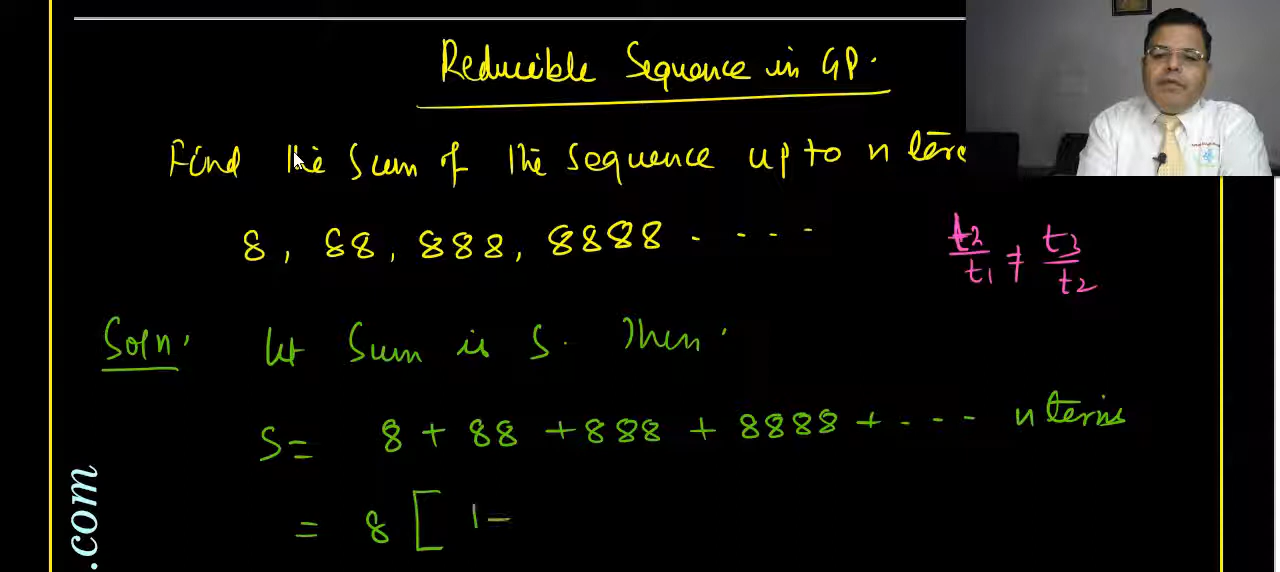 Reducible Sequence in GP.
Find the Sum of the Sequence up to n
8, 88, 888, 8888 . . . .
t2/t1 ≠ t3/t2
Soln. let Sum is S. Then.
S = 8 + 88 + 888 + 8888 + . - - - n terms
= 8 [ 1 –
.com